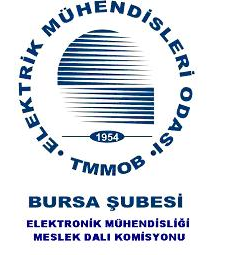 • ELEKTRİK MÜHENDİSLERİ ODASI •
1954
TMMOB
BURSA ŞUBESİ
ELEKTRONİK MÜHENDİSLİĞİ
MESLEK DALI KOMİSYONU